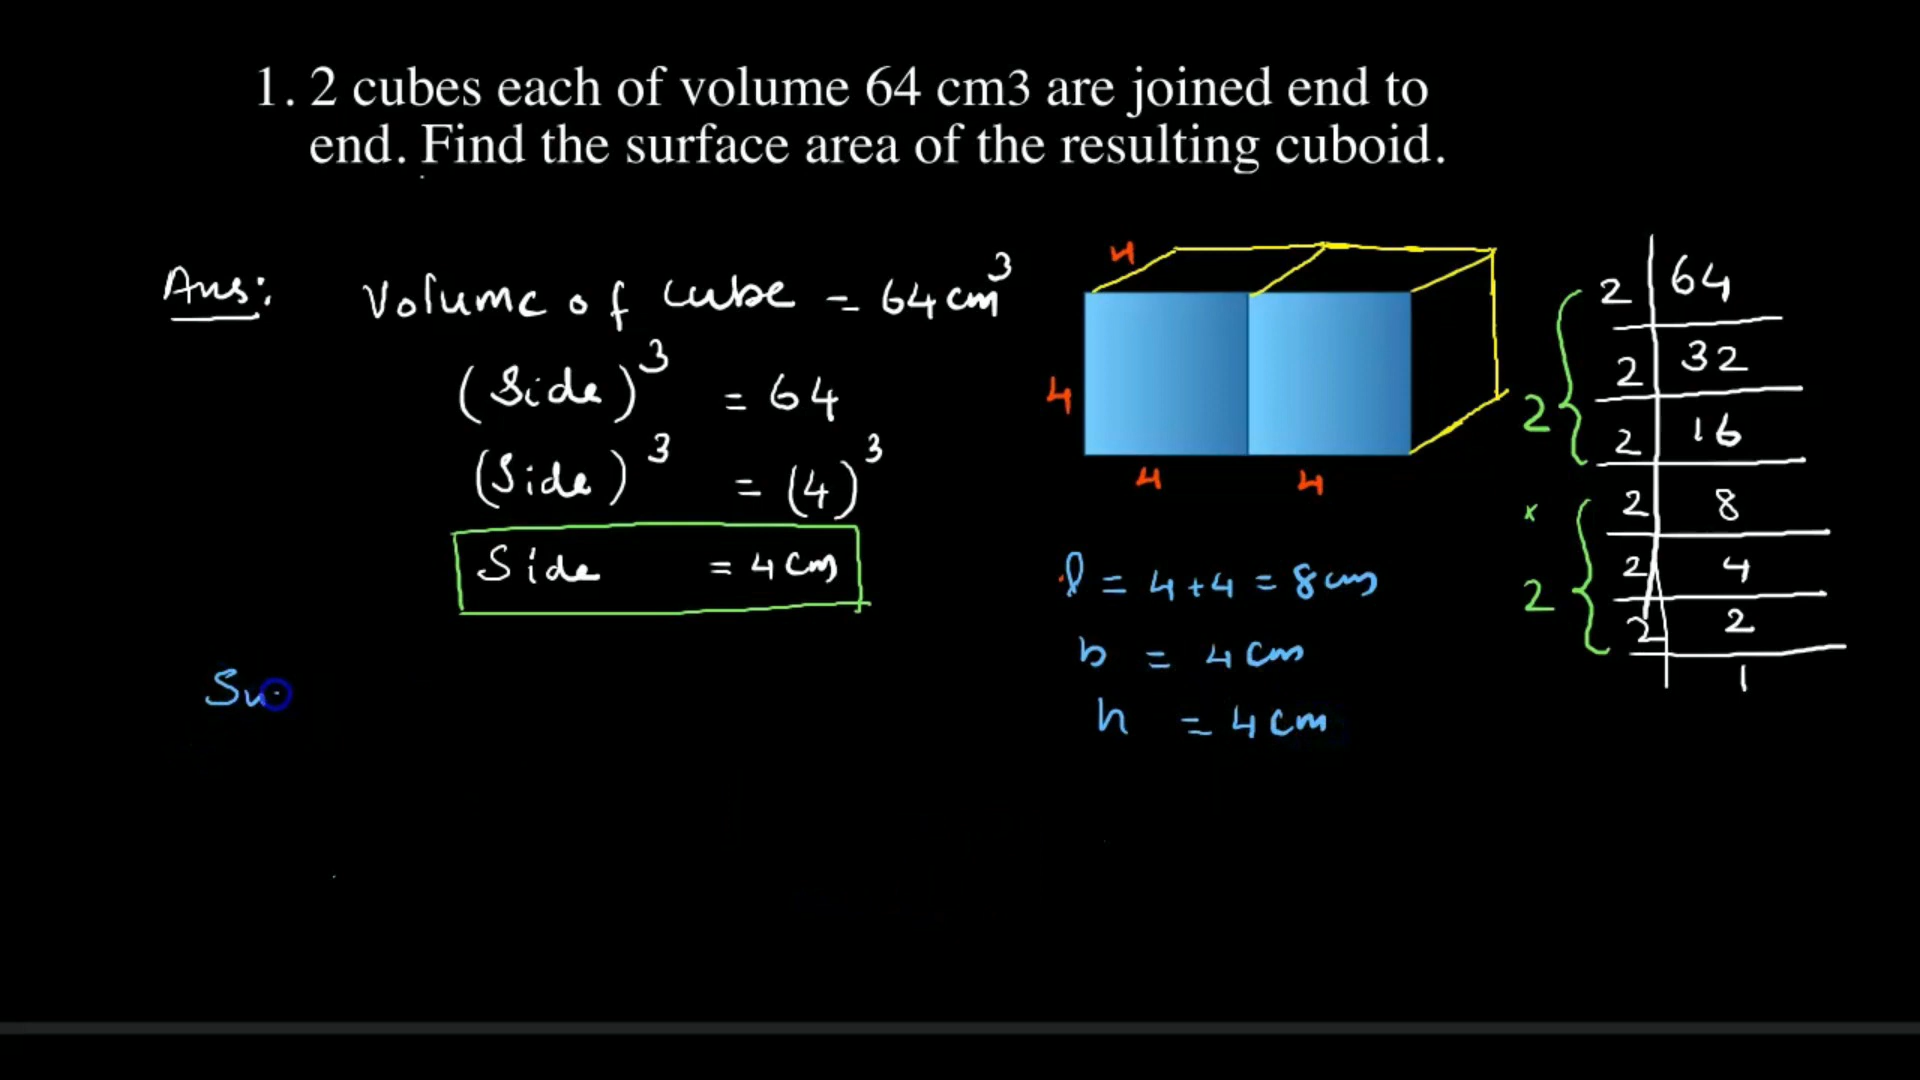 1. 2 cubes each of volume 64 cm3 are joined end to
end. Find the surface area of the resulting cuboid.
Ans: Volume of cube = 64 cm³
(Side)³ = 64
(Side)³ = (4)³
Side = 4 cm
4
4
4 4
l = 4+4 = 8 cm
b = 4 cm
h = 4 cm
2 64
2 32
2 16
2 8
2 4
2 2
1
2
×
2
Su